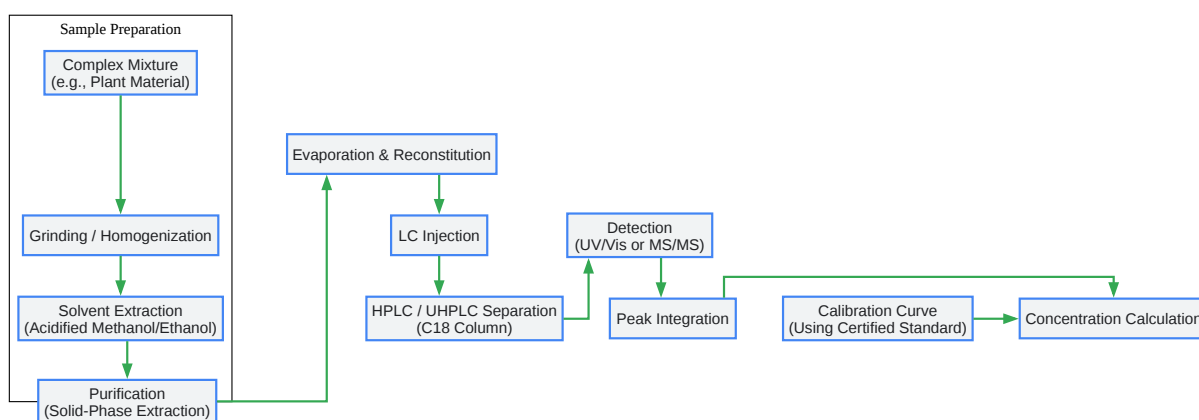 Sample Preparation
Complex Mixture
(e.g., Plant Material)
Grinding / Homogenization
Solvent Extraction
(Acidified Methanol/Ethanol)
Purification
(Solid-Phase Extraction)
Evaporation & Reconstitution
LC Injection
HPLC / UHPLC Separation
(C18 Column)
Detection
(UV/Vis or MS/MS)
Peak Integration
Calibration Curve
(Using Certified Standard)
Concentration Calculation